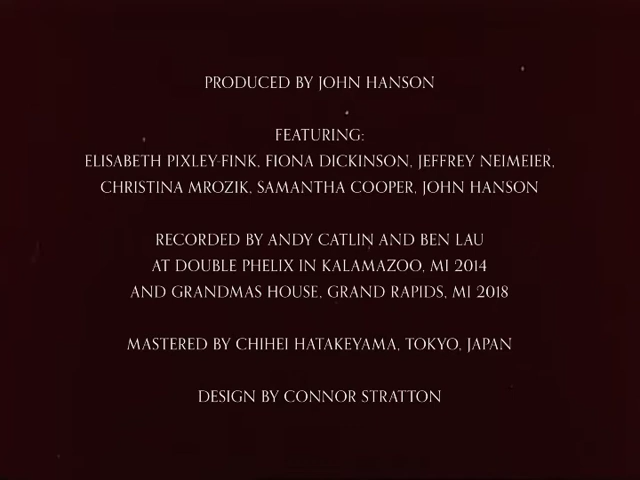 PRODUCED BY JOHN HANSON
FEATURING:
ELISABETH PIXLEY-FINK, FIONA DICKINSON, JEFFREY NEIMEIER,
CHRISTINA MROZIK, SAMANTHA COOPER, JOHN HANSON
RECORDED BY ANDY CATLIN AND BEN LAU
AT DOUBLE PHELIX IN KALAMAZOO, MI 2014
AND GRANDMAS HOUSE, GRAND RAPIDS, MI 2018
MASTERED BY CHIHEI HATAKEYAMA, TOKYO, JAPAN
DESIGN BY CONNOR STRATTON